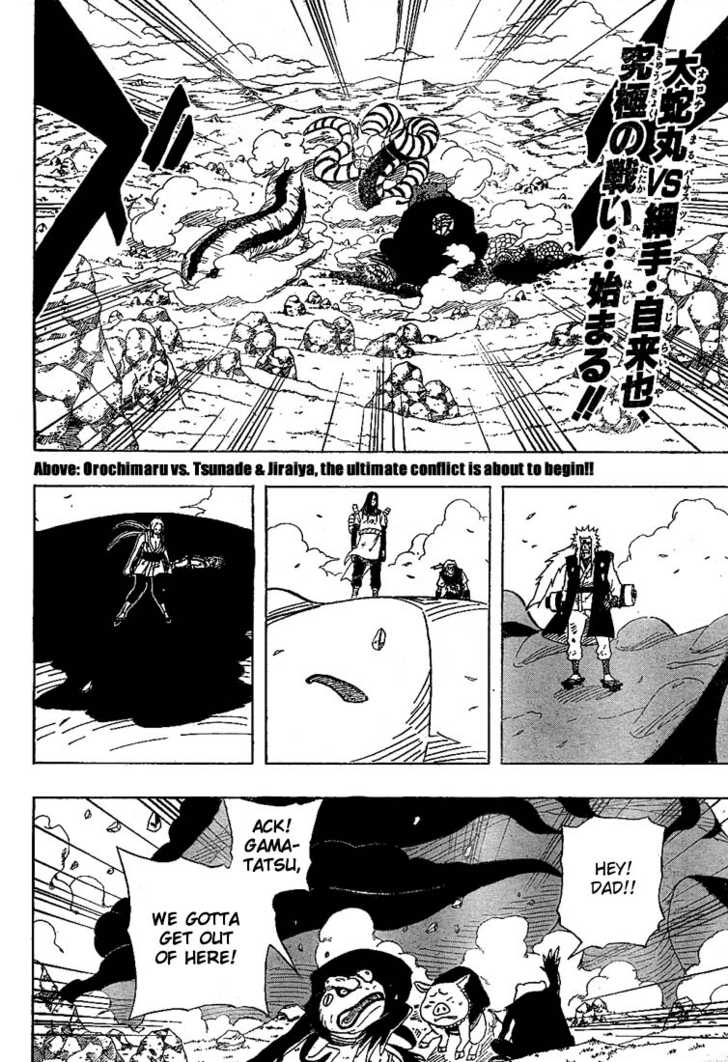 大蛇丸VS綱手・自来也、
究極の戦い…始まる!!
Above: Orochimaru vs. Tsunade & Jiraiya, the ultimate conflict is about to begin!!
HEY!
DAD!!
ACK!
GAMA-
TATSU,
WE GOTTA
GET OUT
OF HERE!